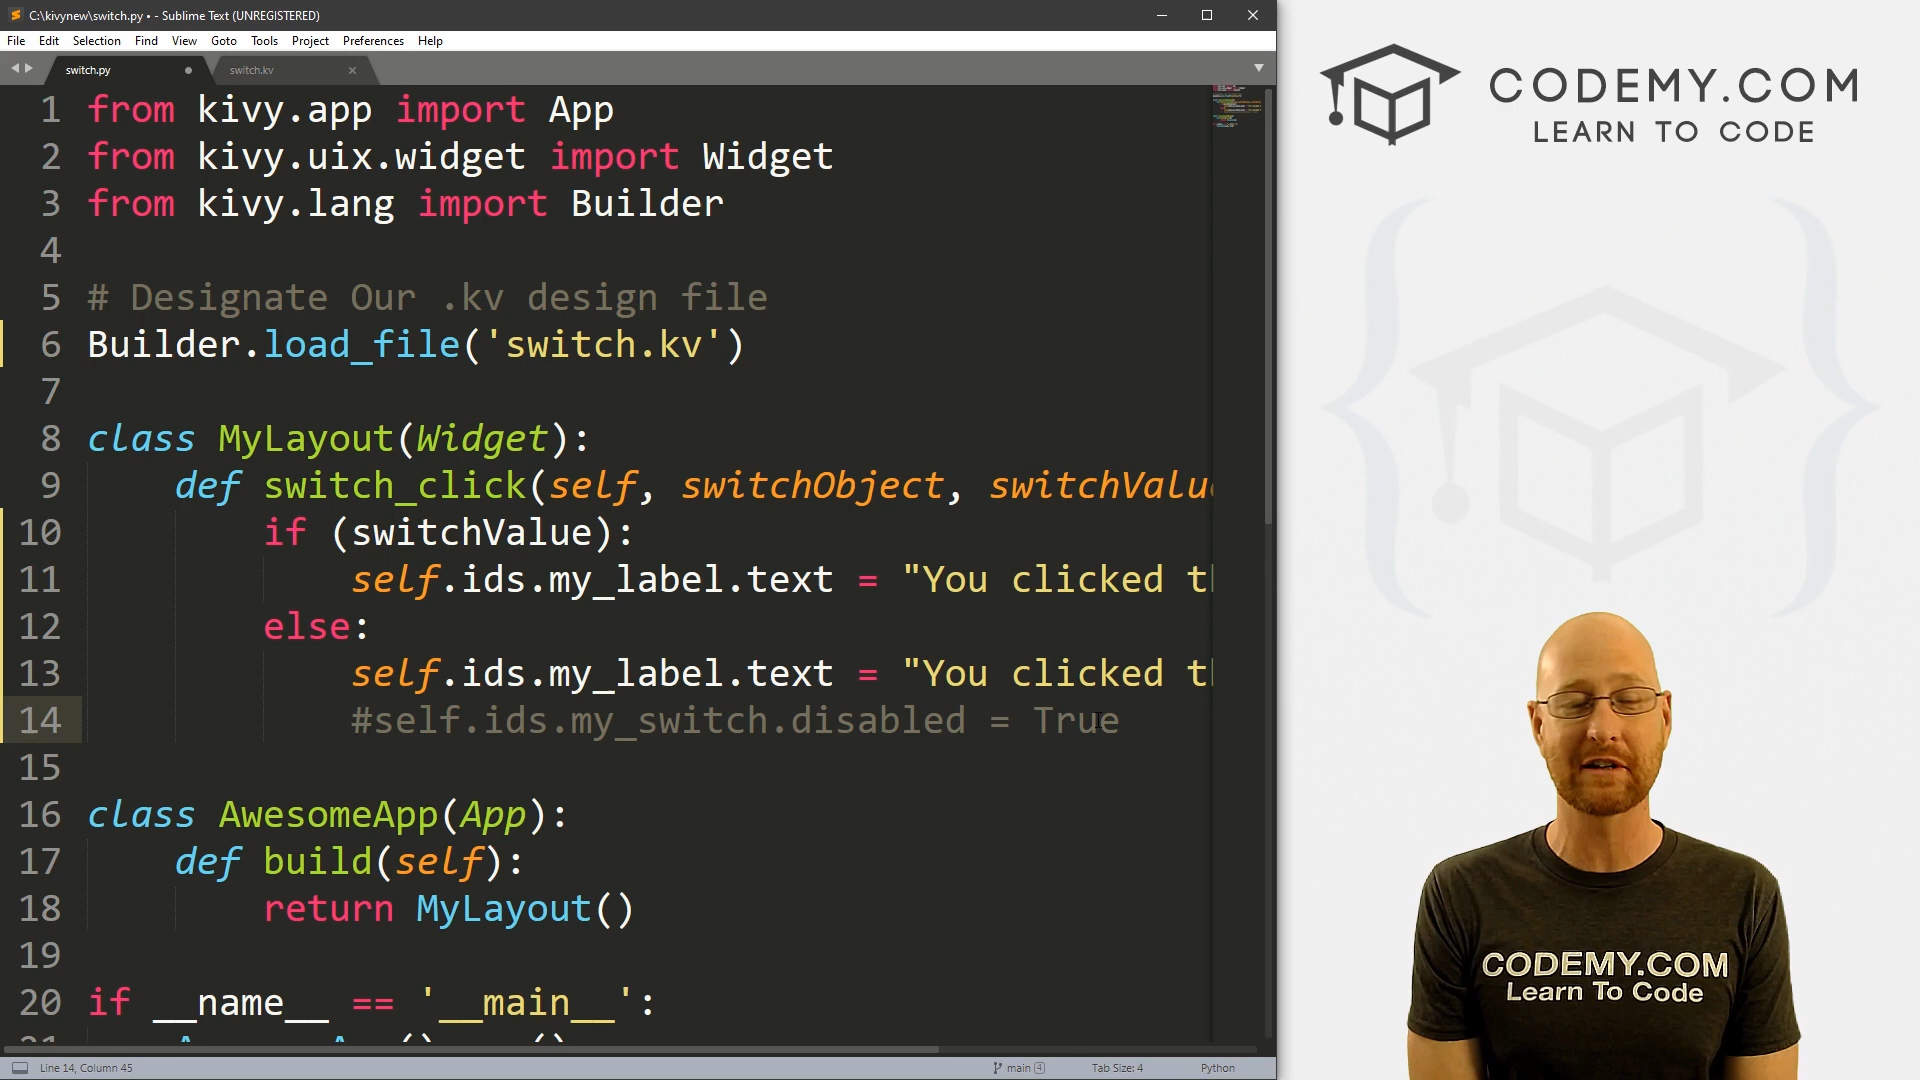 C:\kivynew\switch.py • - Sublime Text (UNREGISTERED)
File Edit Selection Find View Goto Tools Project Preferences Help
switch.py
switch.kv
1 from kivy.app import App
2 from kivy.uix.widget import Widget
3 from kivy.lang import Builder
4
5 # Designate Our .kv design file
6 Builder.load_file('switch.kv')
7
8 class MyLayout(Widget):
9 def switch_click(self, switchObject, switchValue
10 if (switchValue):
11 self.ids.my_label.text = "You clicked th
12 else:
13 self.ids.my_label.text = "You clicked th
14 #self.ids.my_switch.disabled = True
15
16 class AwesomeApp(App):
17 def build(self):
18 return MyLayout()
19
20 if __name__ == '__main__':
Line 14, Column 45
main 4
Tab Size: 4
Python
CODEMY.COM
LEARN TO CODE
CODEMY.COM
Learn To Code